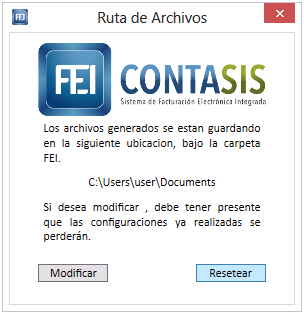 Ruta de Archivos
FEI
FEI CONTASIS
Sistema de Facturación Electrónica Integrada
Los archivos generados se estan guardando
en la siguiente ubicacion, bajo la carpeta
FEI.
C:\Users\user\Documents
Si desea modificar , debe tener presente
que las configuraciones ya realizadas se
perderán.
Modificar Resetear